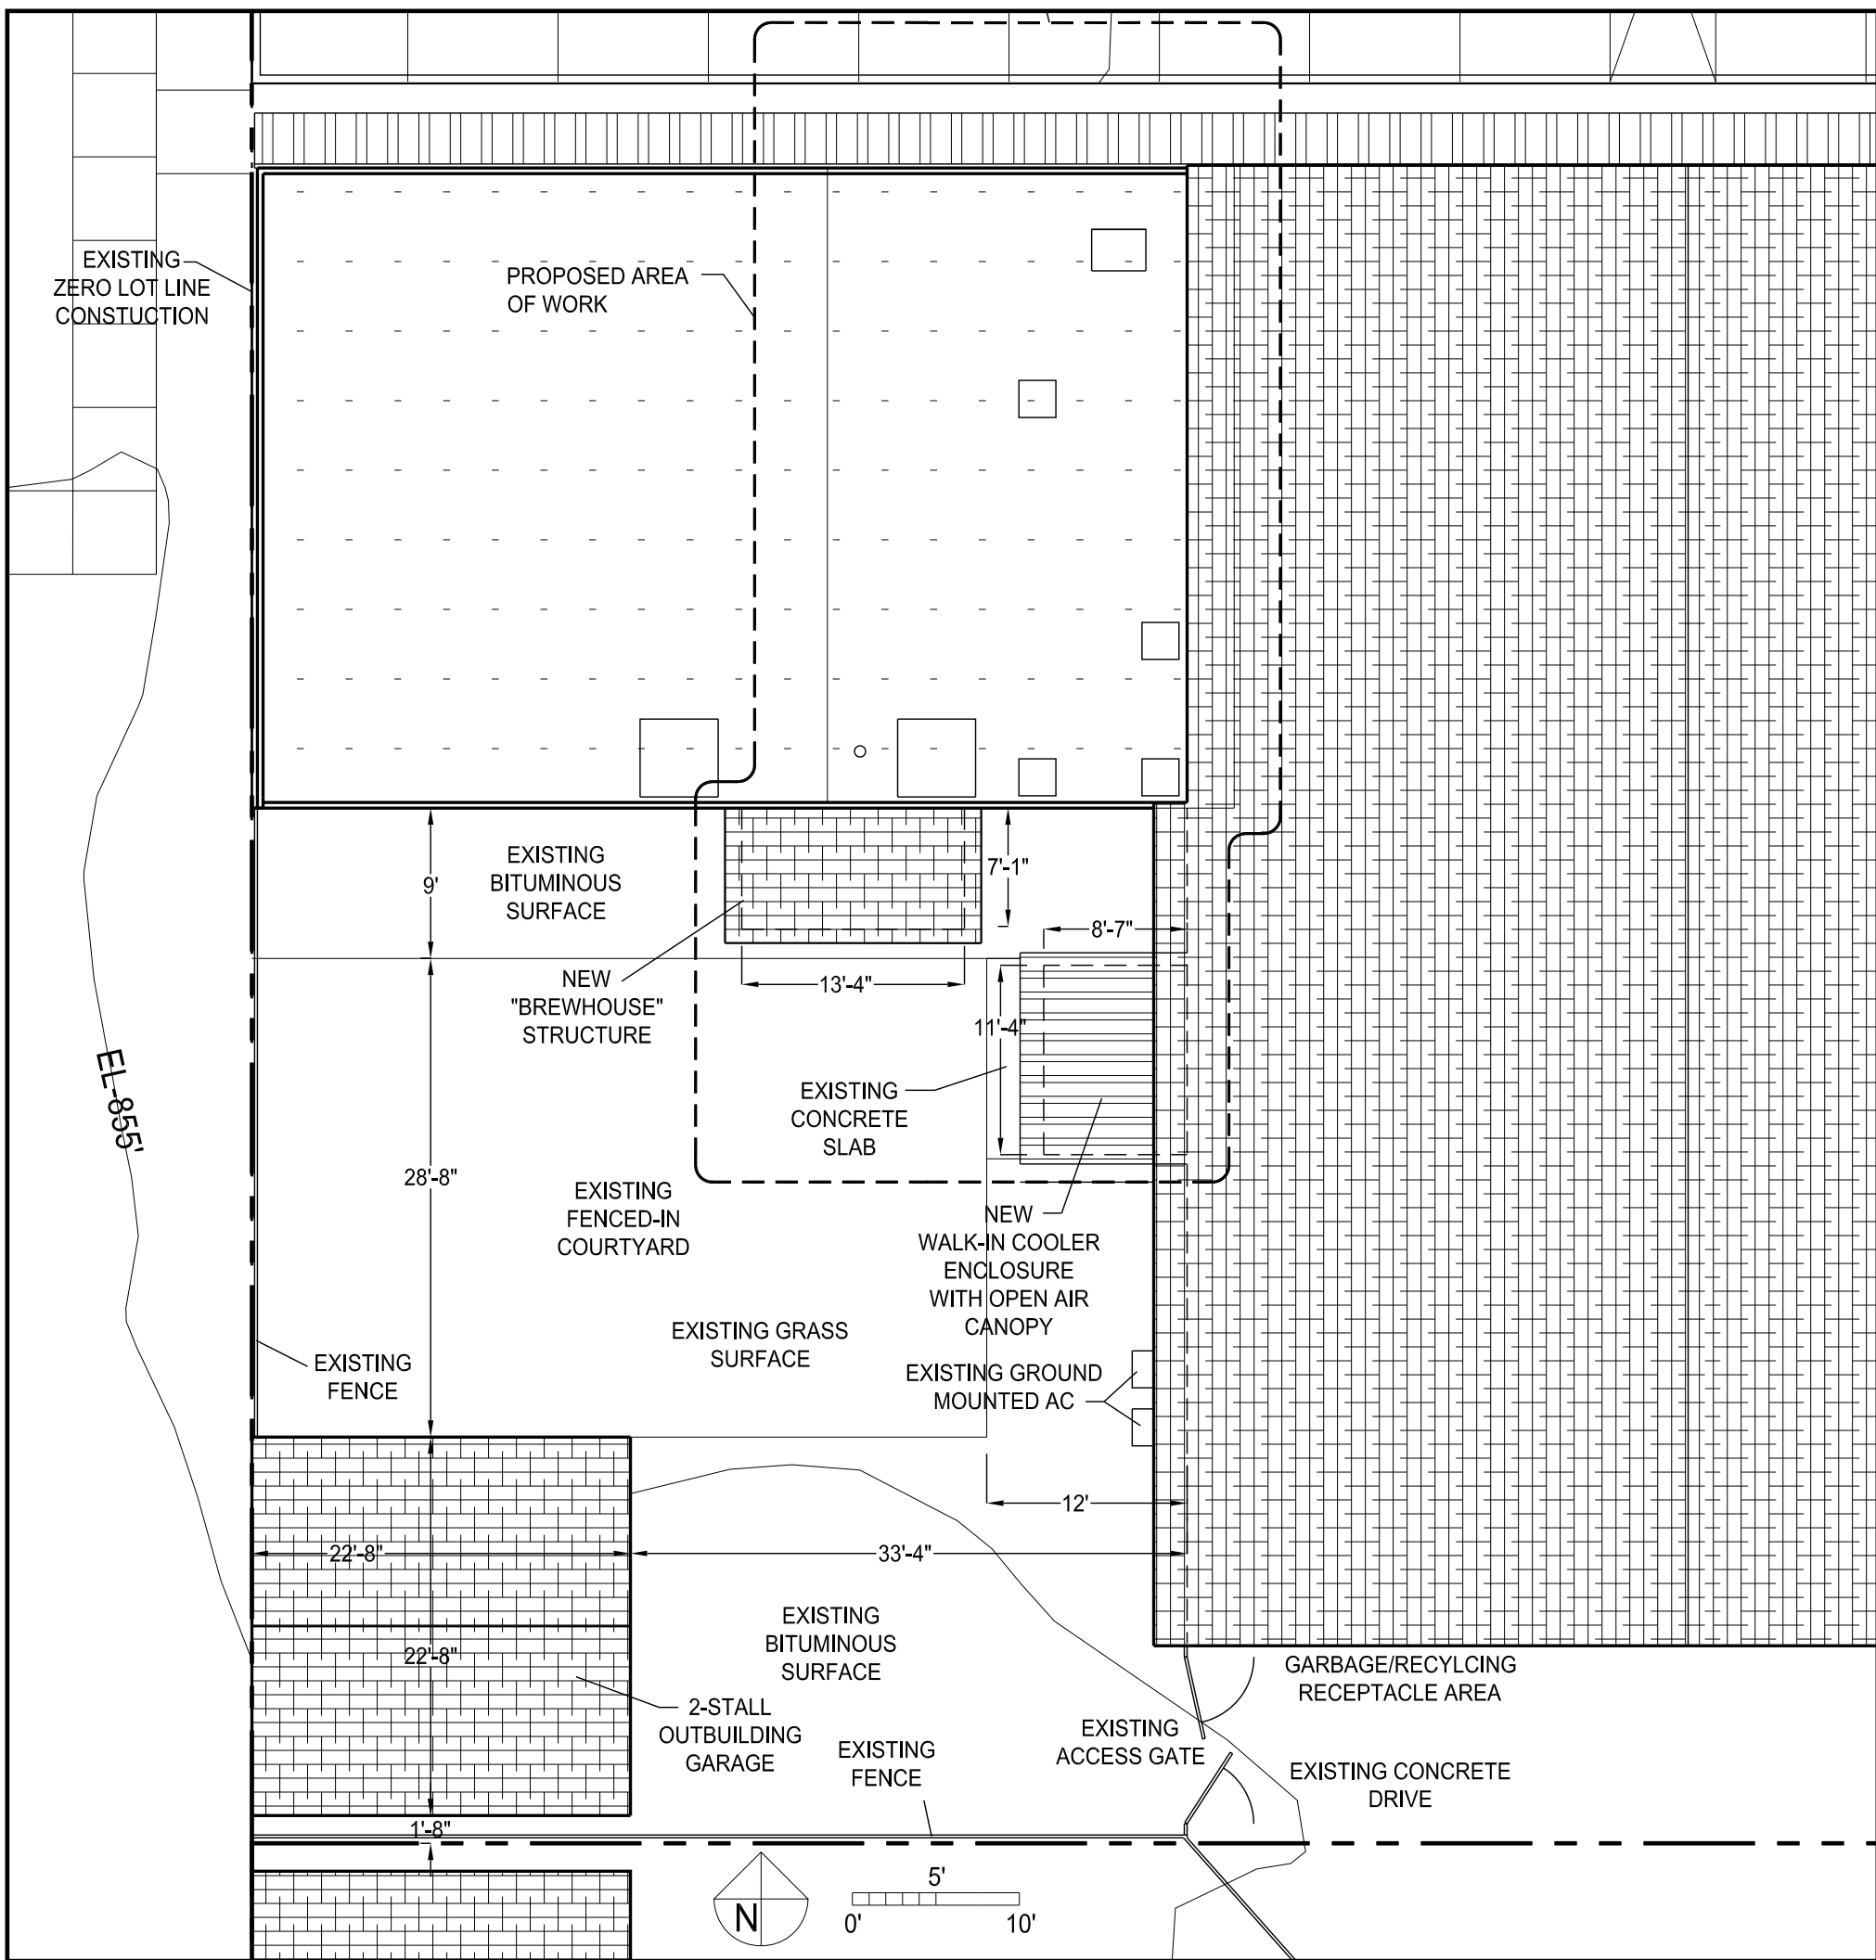 EXISTING
ZERO LOT LINE
CONSTUCTION
PROPOSED AREA
OF WORK
EXISTING
BITUMINOUS
SURFACE
9'
7'-1"
8'-7"
NEW
"BREWHOUSE"
STRUCTURE
13'-4"
11'-4"
EXISTING
CONCRETE
SLAB
EL-855'
28'-8"
EXISTING
FENCED-IN
COURTYARD
NEW
WALK-IN COOLER
ENCLOSURE
WITH OPEN AIR
CANOPY
EXISTING GRASS
SURFACE
EXISTING
FENCE
EXISTING GROUND
MOUNTED AC
12'
22'-8"
33'-4"
EXISTING
BITUMINOUS
SURFACE
22'-8"
2-STALL
OUTBUILDING
GARAGE
GARBAGE/RECYLCING
RECEPTACLE AREA
EXISTING
ACCESS GATE
EXISTING
FENCE
EXISTING CONCRETE
DRIVE
1'-8"
N
5'
0'
10'